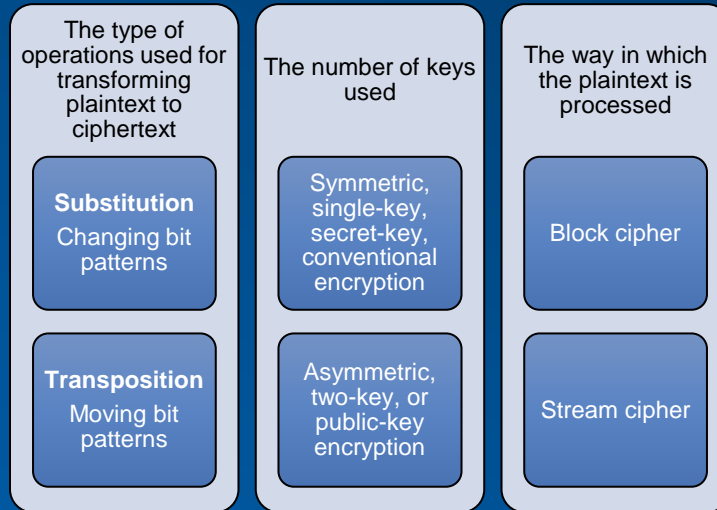 The type of
operations used for
transforming
plaintext to
ciphertext
Substitution
Changing bit
patterns
Transposition
Moving bit
patterns
The number of keys
used
Symmetric,
single-key,
secret-key,
conventional
encryption
Asymmetric,
two-key, or
public-key
encryption
The way in which
the plaintext is
processed
Block cipher
Stream cipher